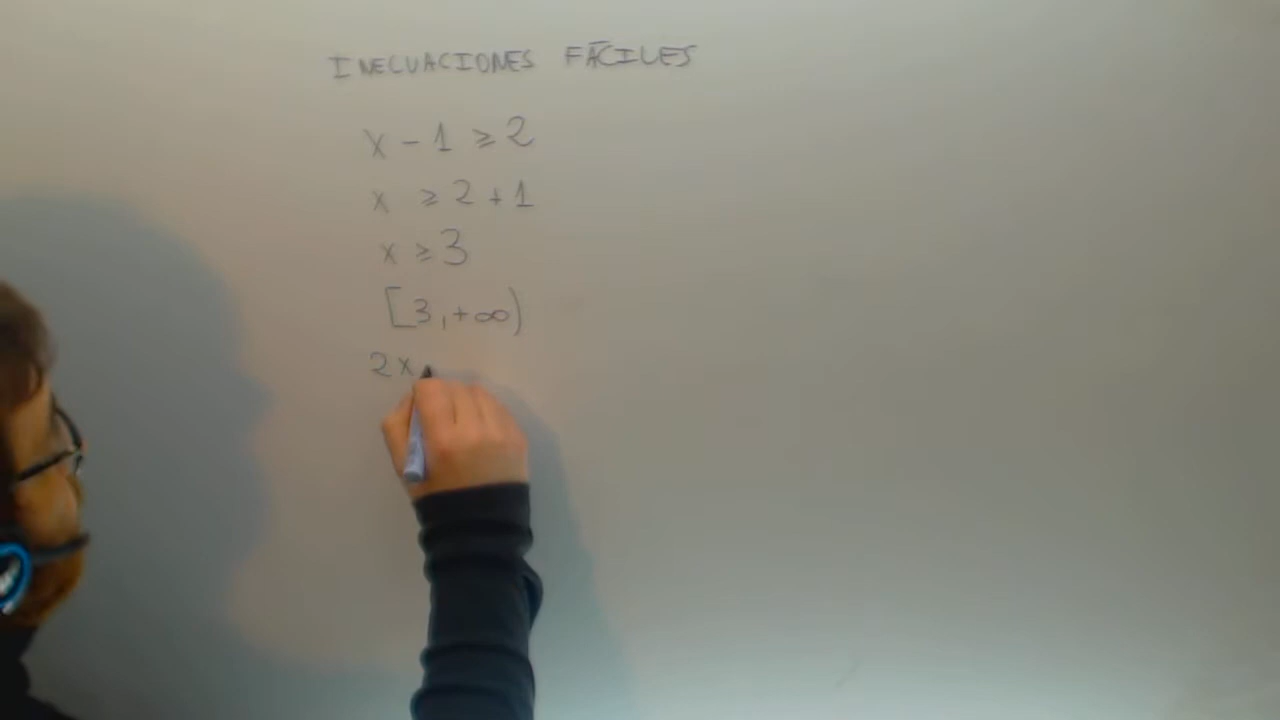 INECUACIONES FÁCILES
x - 1 ≥ 2
x ≥ 2 + 1
x ≥ 3
[3, +∞)
2x